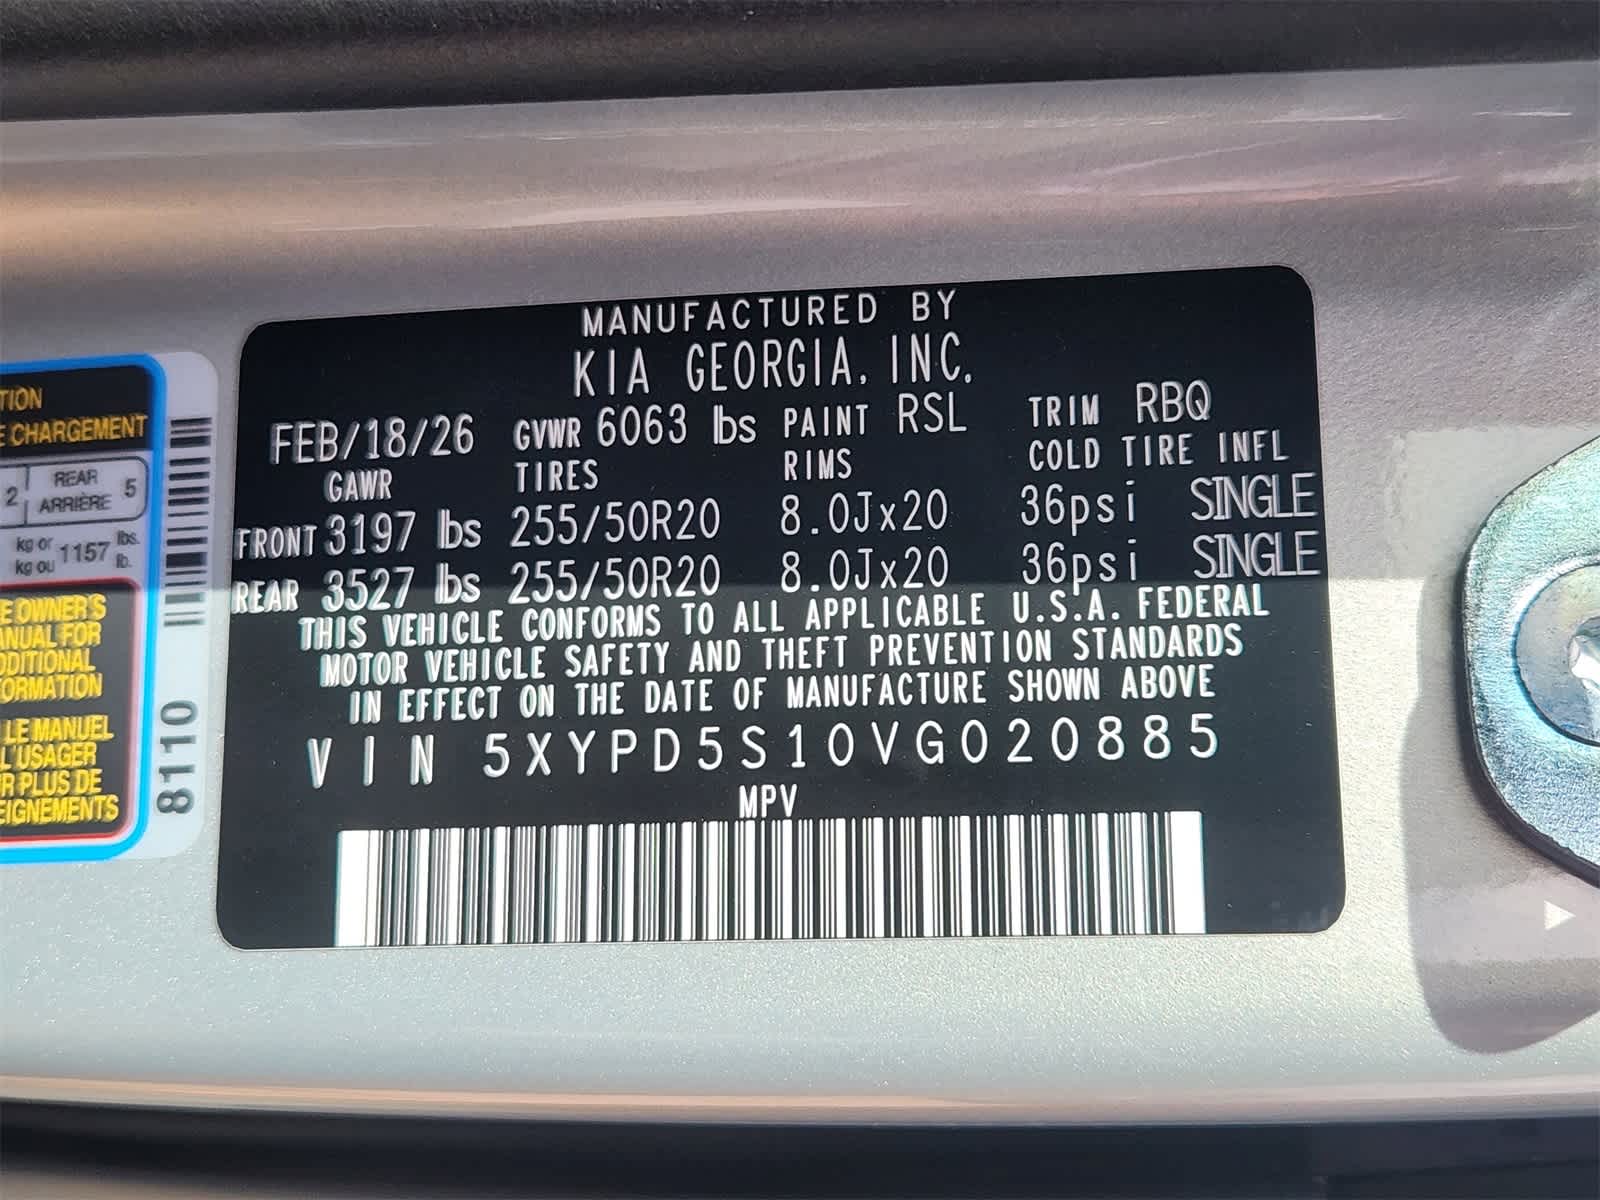 MANUFACTURED BY
KIA GEORGIA, INC.
FEB/18/26 GVWR 6063 lbs PAINT RSL TRIM RBQ
GAWR TIRES RIMS COLD TIRE INFL
FRONT 3197 lbs 255/50R20 8.0Jx20 36psi SINGLE
REAR 3527 lbs 255/50R20 8.0Jx20 36psi SINGLE
THIS VEHICLE CONFORMS TO ALL APPLICABLE U.S.A. FEDERAL
MOTOR VEHICLE SAFETY AND THEFT PREVENTION STANDARDS
IN EFFECT ON THE DATE OF MANUFACTURE SHOWN ABOVE
VIN 5XYPD5S10VG020885
MPV
TION
E CHARGEMENT
2 REAR
ARRIÈRE 5
kg or
kg ou 1157 lbs.
lb.
E OWNER'S
ANUAL FOR
DDITIONAL
ORMATION
LE MANUEL
L'USAGER
R PLUS DE
EIGNEMENTS
8110